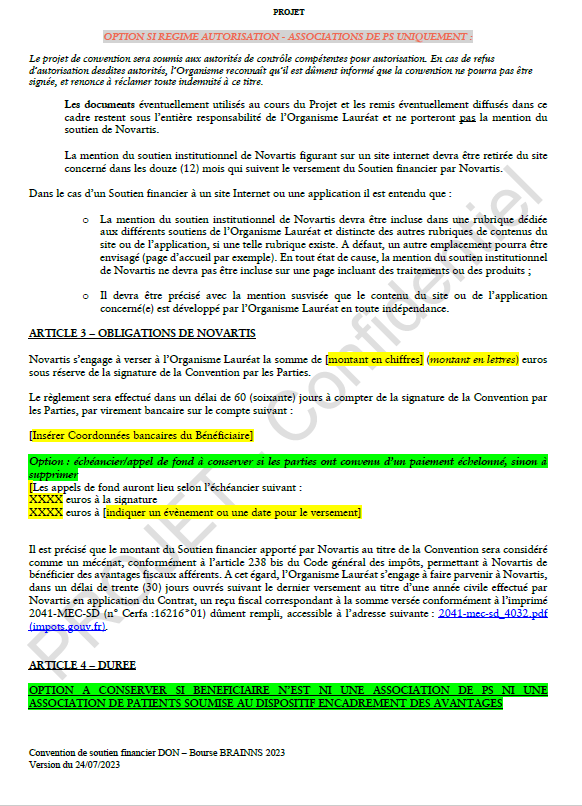 PROJET
OPTION SI REGIME AUTORISATION - ASSOCIATIONS DE PS UNIQUEMENT :
Le projet de convention sera soumis aux autorités de contrôle compétentes pour autorisation. En cas de refus
d'autorisation desdites autorités, l'Organisme reconnaît qu'il est dûment informé que la convention ne pourra pas être
signée, et renonce à réclamer toute indemnité à ce titre.
Les documents éventuellement utilisés au cours du Projet et les remis éventuellement diffusés dans ce
cadre restent sous l'entière responsabilité de l'Organisme Lauréat et ne porteront pas la mention du
soutien de Novartis.
La mention du soutien institutionnel de Novartis figurant sur un site internet devra être retirée du site
concerné dans les douze (12) mois qui suivent le versement du Soutien financier par Novartis.
Dans le cas d'un Soutien financier à un site Internet ou une application il est entendu que :
o La mention du soutien institutionnel de Novartis devra être incluse dans une rubrique dédiée
aux différents soutiens de l'Organisme Lauréat et distincte des autres rubriques de contenus du
site ou de l'application, si une telle rubrique existe. A défaut, un autre emplacement pourra être
envisagé (page d'accueil par exemple). En tout état de cause, la mention du soutien institutionnel
de Novartis ne devra pas être incluse sur une page incluant des traitements ou des produits ;
o Il devra être précisé avec la mention susvisée que le contenu du site ou de l'application
concerné(e) est développé par l'Organisme Lauréat en toute indépendance.
ARTICLE 3 – OBLIGATIONS DE NOVARTIS
Novartis s'engage à verser à l'Organisme Lauréat la somme de [montant en chiffres] (montant en lettres) euros
sous réserve de la signature de la Convention par les Parties.
Le règlement sera effectué dans un délai de 60 (soixante) jours à compter de la signature de la Convention par
les Parties, par virement bancaire sur le compte suivant :
[Insérer Coordonnées bancaires du Bénéficiaire]
Option : échéancier/appel de fond à conserver si les parties ont convenu d'un paiement échelonné, sinon à
supprimer
[Les appels de fond auront lieu selon l'échéancier suivant :
XXXX euros à la signature
XXXX euros à [indiquer un évènement ou une date pour le versement]
Il est précisé que le montant du Soutien financier apporté par Novartis au titre de la Convention sera considéré
comme un mécénat, conformément à l'article 238 bis du Code général des impôts, permettant à Novartis de
bénéficier des avantages fiscaux afférents. A cet égard, l'Organisme Lauréat s'engage à faire parvenir à Novartis,
dans un délai de trente (30) jours ouvrés suivant le dernier versement au titre d'une année civile effectué par
Novartis en application du Contrat, un reçu fiscal correspondant à la somme versée conformément à l'imprimé
2041-MEC-SD (n° Cerfa :16216*01) dûment rempli, accessible à l'adresse suivante : 2041-mec-sd_4032.pdf
(impots.gouv.fr).
ARTICLE 4 – DUREE
OPTION A CONSERVER SI BENEFICIAIRE N'EST NI UNE ASSOCIATION DE PS NI UNE
ASSOCIATION DE PATIENTS SOUMISE AU DISPOSITIF ENCADREMENT DES AVANTAGES
Convention de soutien financier DON – Bourse BRAINNS 2023
Version du 24/07/2023
PROJET - Confidentiel